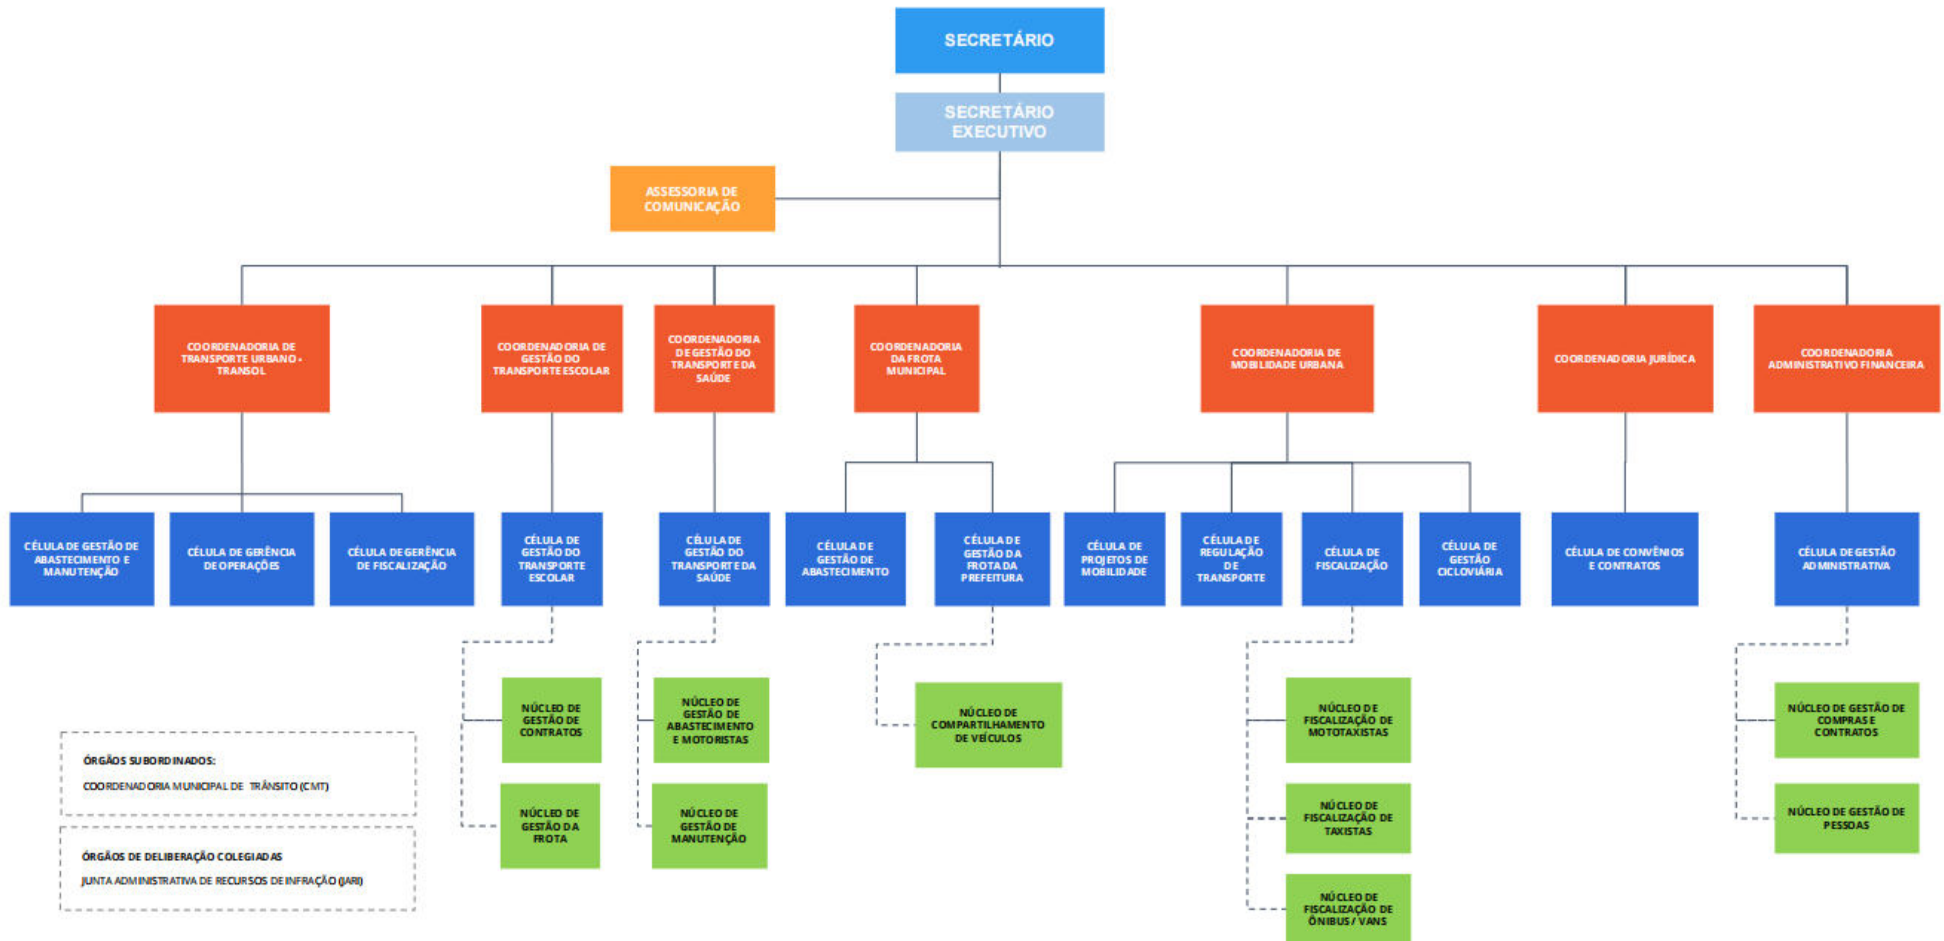 SECRETÁRIO
SECRETÁRIO
EXECUTIVO
ASSESSORIA DE
COMUNICAÇÃO
COORDENADORIA DE
TRANSPORTE URBANO -
TRANSOL
COORDENADORIA DE
GESTÃO DO
TRANSPORTE ESCOLAR
COORDENADORIA
DE GESTÃO DO
TRANSPORTE DA
SAÚDE
COORDENADORIA
DA FROTA
MUNICIPAL
COORDENADORIA DE
MOBILIDADE URBANA
COORDENADORIA JURÍDICA
COORDENADORIA
ADMINISTRATIVO FINANCEIRA
CÉLULA DE GESTÃO DE
ABASTECIMENTO E
MANUTENÇÃO
CÉLULA DE GERÊNCIA
DE OPERAÇÕES
CÉLULA DE GERÊNCIA
DE FISCALIZAÇÃO
CÉLULA DE
GESTÃO DO
TRANSPORTE
ESCOLAR
CÉLULA DE
GESTÃO DO
TRANSPORTE DA
SAÚDE
CÉLULA DE
GESTÃO DE
ABASTECIMENTO
CÉLULA DE
GESTÃO DA
FROTA DA
PREFEITURA
CÉLULA DE
PROJETOS DE
MOBILIDADE
CÉLULA DE
REGULAÇÃO
DE
TRANSPORTE
CÉLULA DE
FISCALIZAÇÃO
CÉLULA DE
GESTÃO
CICLOVIÁRIA
CÉLULA DE CONVÊNIOS
E CONTRATOS
CÉLULA DE GESTÃO
ADMINISTRATIVA
NÚCLEO DE
GESTÃO DE
CONTRATOS
NÚCLEO DE
GESTÃO DE
ABASTECIMENTO
E MOTORISTAS
NÚCLEO DE
COMPARTILHAMENTO
DE VEÍCULOS
NÚCLEO DE
FISCALIZAÇÃO DE
MOTOTAXISTAS
NÚCLEO DE GESTÃO DE
COMPRAS E
CONTRATOS
NÚCLEO DE
GESTÃO DA
FROTA
NÚCLEO DE
GESTÃO DE
MANUTENÇÃO
NÚCLEO DE
FISCALIZAÇÃO DE
TAXISTAS
NÚCLEO DE GESTÃO DE
PESSOAS
NÚCLEO DE
FISCALIZAÇÃO DE
ÔNIBUS / VANS
ÓRGÃOS SUBORDINADOS:
COORDENADORIA MUNICIPAL DE TRÂNSITO (CMT)
ÓRGÃOS DE DELIBERAÇÃO COLEGIADAS
JUNTA ADMINISTRATIVA DE RECURSOS DE INFRAÇÃO (JARI)